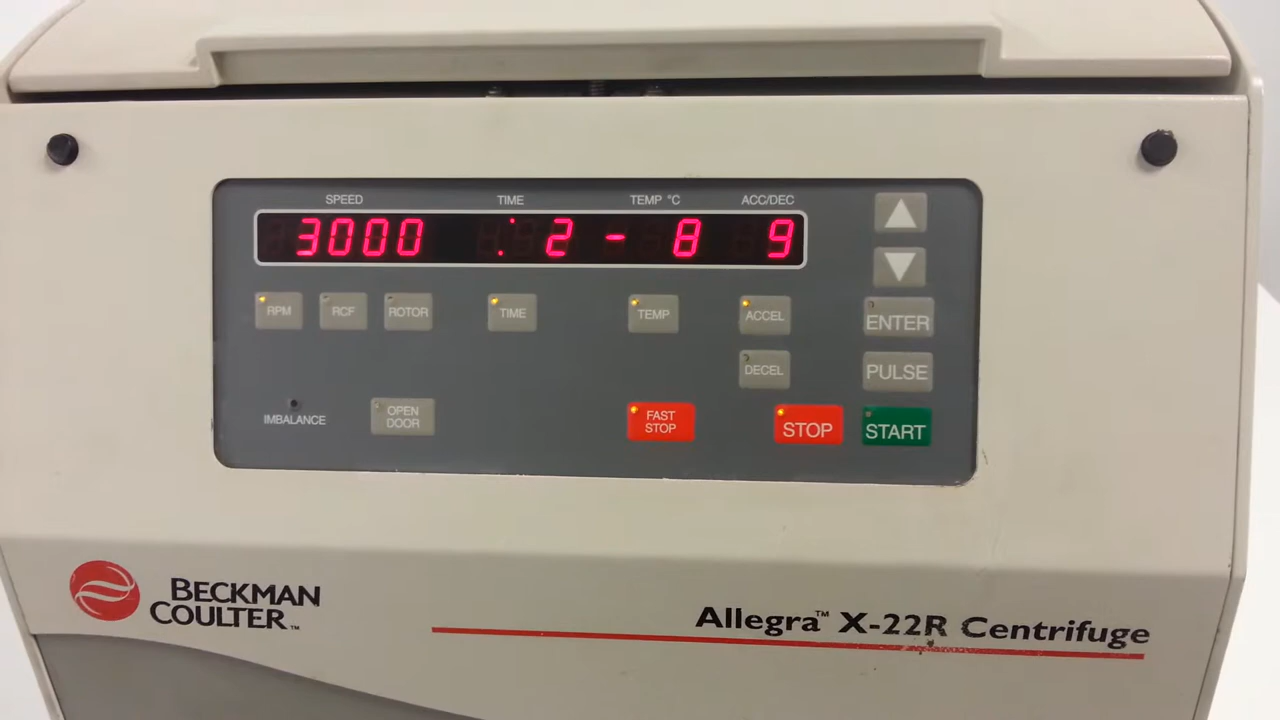 SPEED TIME TEMP °C ACC/DEC
3000 : 2 - 8 9
RPM RCF ROTOR TIME TEMP ACCEL ENTER
DECEL PULSE
IMBALANCE OPEN DOOR FAST STOP STOP START
BECKMAN
COULTER™
Allegra™ X-22R Centrifuge